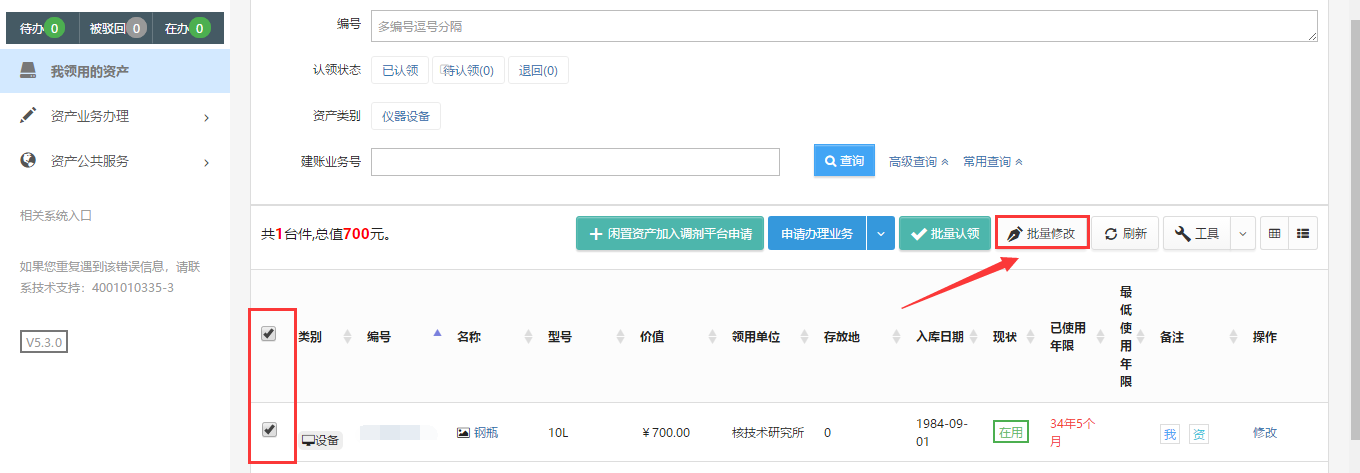 待办 0 被驳回 0 在办 0
我领用的资产
资产业务办理
资产公共服务
相关系统入口
如果您重复遇到该错误信息，请联
系技术支持：4001010335-3
V5.3.0
编号 多编号逗号分隔
认领状态 已认领 待认领(0) 退回(0)
资产类别 仪器设备
建账业务号 查询 高级查询 常用查询
共1台件,总值700元。 闲置资产加入调剂平台申请 申请办理业务 批量认领 批量修改 刷新 工具
类别 编号 名称 型号 价值 领用单位 存放地 入库日期 现状 已使用年限 最低使用年限 备注 操作
设备 钢瓶 10L ￥700.00 核技术研究所 0 1984-09-01 在用 34年5个月 我 资 修改